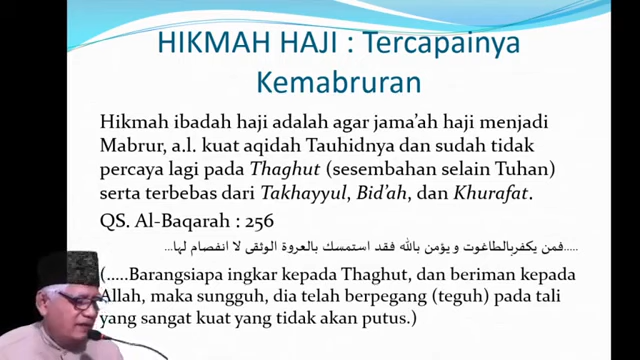 HIKMAH HAJI : Tercapainya
Kemabruran
Hikmah ibadah haji adalah agar jama'ah haji menjadi
Mabrur, a.l. kuat aqidah Tauhidnya dan sudah tidak
percaya lagi pada Thaghut (sesembahan selain Tuhan)
serta terbebas dari Takhayyul, Bid'ah, dan Khurafat.
QS. Al-Baqarah : 256
.....فمن يكفربالطاغوت و يؤمن بالله فقد استمسك بالعروة الوثقى لا انفصام لها...
(.....Barangsiapa ingkar kepada Thaghut, dan beriman kepada
Allah, maka sungguh, dia telah berpegang (teguh) pada tali
yang sangat kuat yang tidak akan putus.)